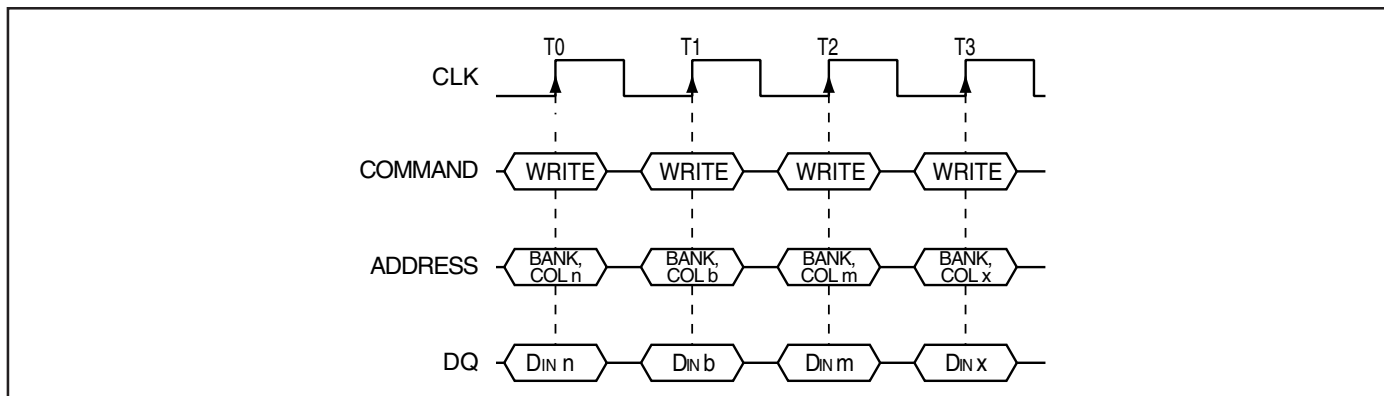 T0 T1 T2 T3
CLK
COMMAND WRITE WRITE WRITE WRITE
ADDRESS BANK, COL n BANK, COL b BANK, COL m BANK, COL x
DQ DIN n DIN b DIN m DIN x